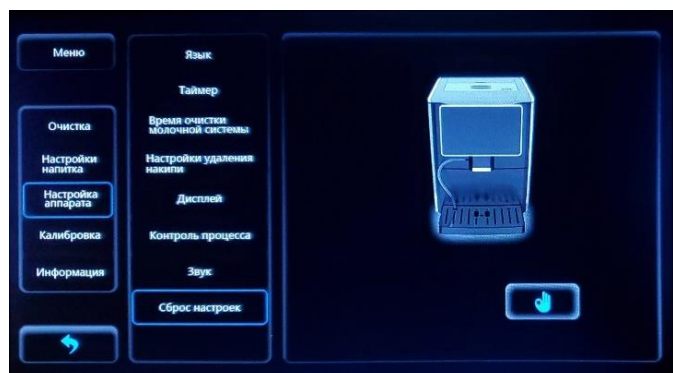 Меню
Очистка
Настройки
напитка
Настройка
аппарата
Калибровка
Информация
Язык
Таймер
Время очистки
молочной системы
Настройки удаления
накипи
Дисплей
Контроль процесса
Звук
Сброс настроек